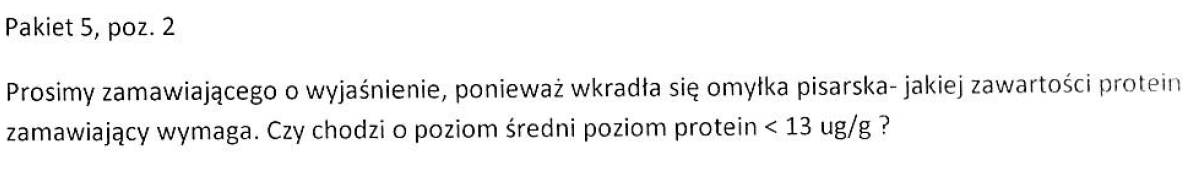 Pakiet 5, poz. 2
Prosimy zamawiającego o wyjaśnienie, ponieważ wkradła się omyłka pisarska- jakiej zawartości protein
zamawiający wymaga. Czy chodzi o poziom średni poziom protein < 13 ug/g ?